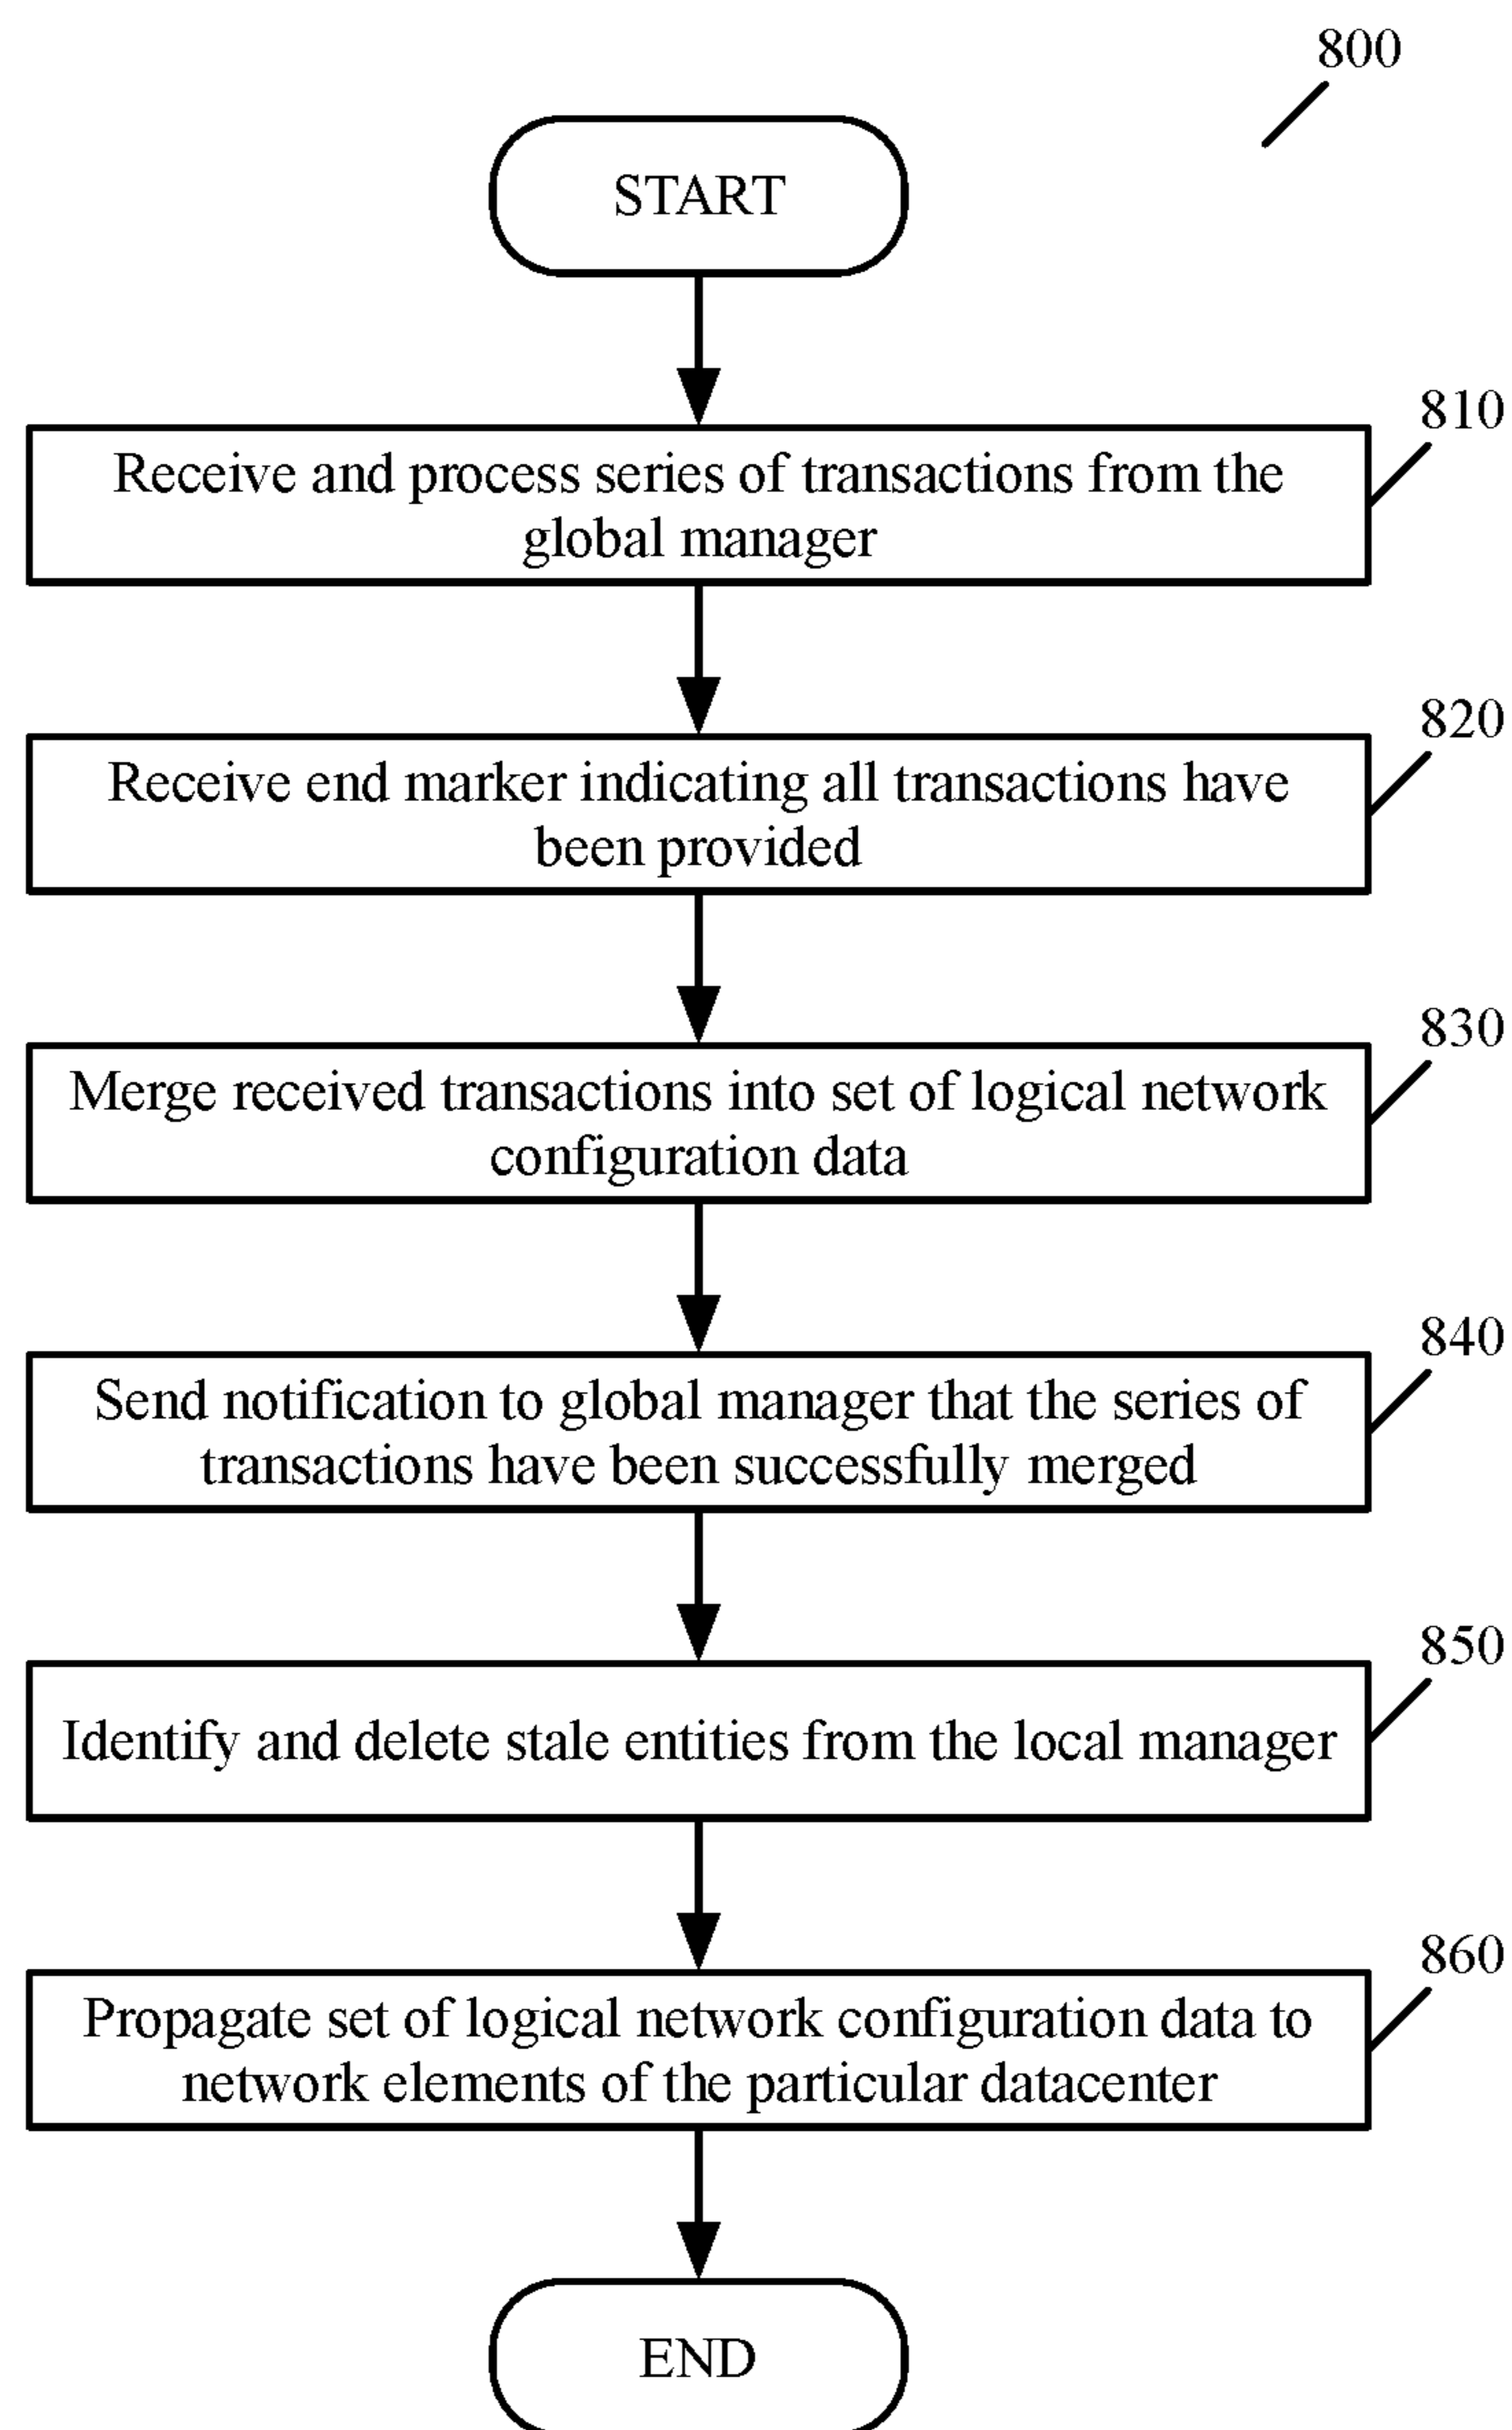 800
START
810
Receive and process series of transactions from the
global manager
820
Receive end marker indicating all transactions have
been provided
830
Merge received transactions into set of logical network
configuration data
840
Send notification to global manager that the series of
transactions have been successfully merged
850
Identify and delete stale entities from the local manager
860
Propagate set of logical network configuration data to
network elements of the particular datacenter
END